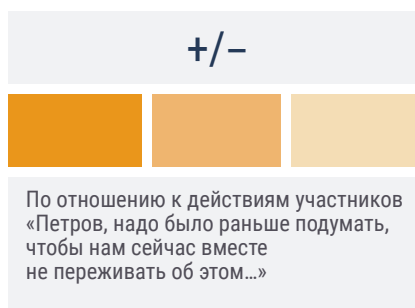 +/–
По отношению к действиям участников
«Петров, надо было раньше подумать,
чтобы нам сейчас вместе
не переживать об этом...»